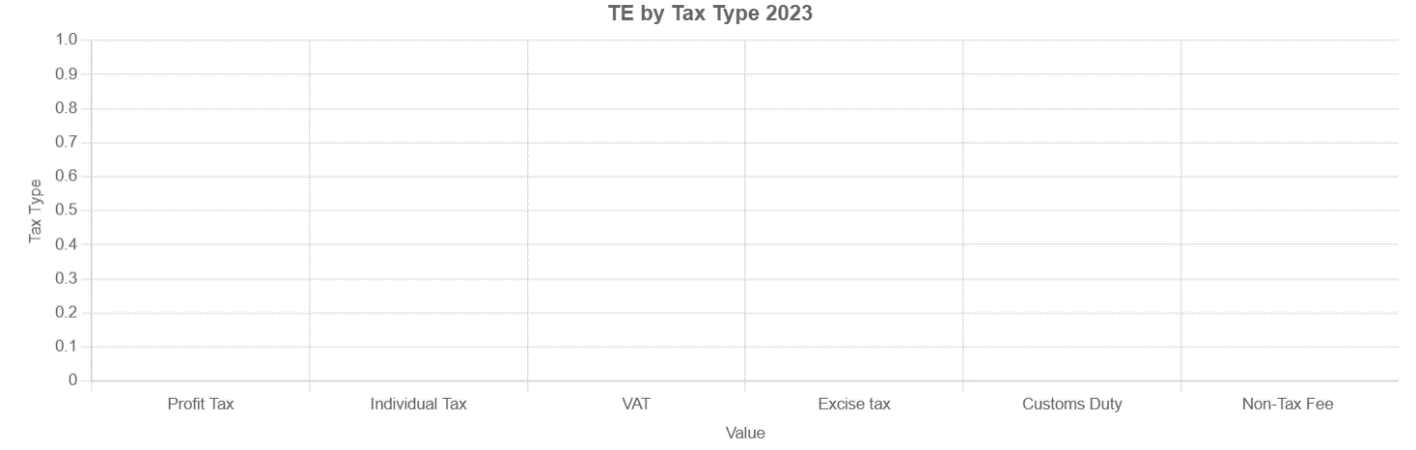 TE by Tax Type 2023
1.0
0.9
0.8
0.7
0.6
0.5
0.4
0.3
0.2
0.1
0
Tax Type
Profit Tax Individual Tax VAT Excise tax Customs Duty Non-Tax Fee
Value